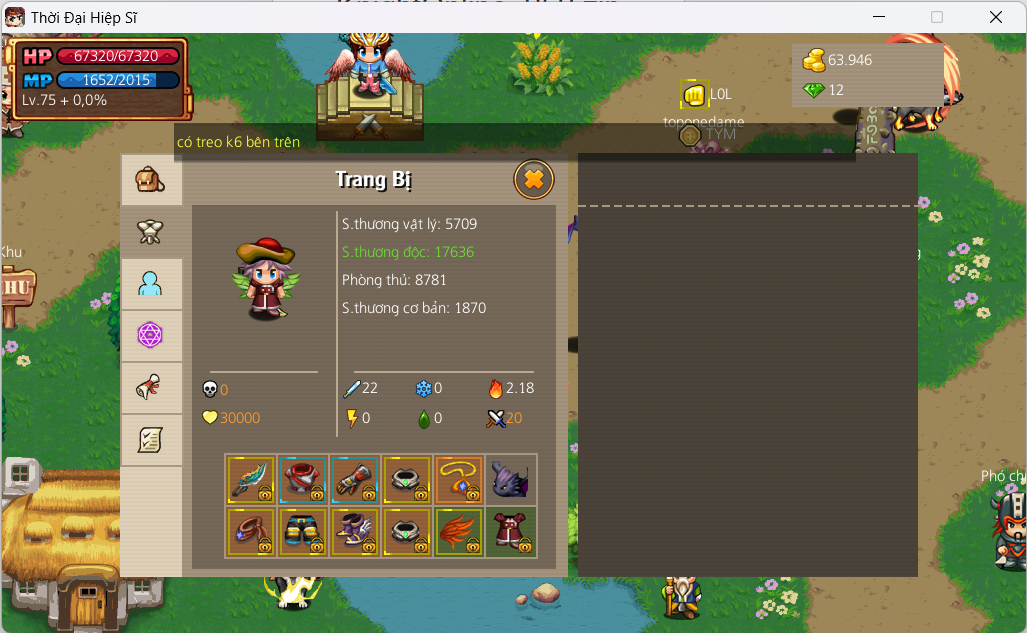 Thời Đại Hiệp Sĩ
HP 67320/67320
MP 1652/2015
Lv.75 + 0,0%
63.946
12
L0L
toponedame
TYM
có treo k6 bên trên
Trang Bị
S.thương vật lý: 5709
S.thương độc: 17636
Phòng thủ: 8781
S.thương cơ bản: 1870
0
22
0
2.18
30000
0
0
20
Khu
HU
Phó ch